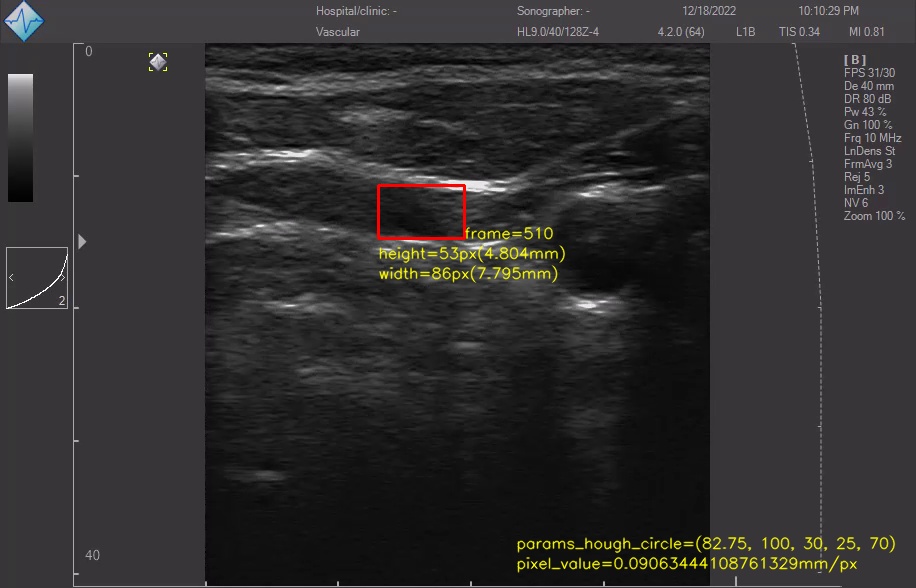 Hospital/clinic: - Sonographer: - 12/18/2022 10:10:29 PM
Vascular HL9.0/40/128Z-4 4.2.0 (64) L1B TIS 0.34 MI 0.81
0
[ B ]
FPS 31/30
De 40 mm
DR 80 dB
Pw 43 %
Gn 100 %
Frq 10 MHz
LnDens St
FrmAvg 3
Rej 5
ImEnh 3
NV 6
Zoom 100 %
frame=510
height=53px(4.804mm)
width=86px(7.795mm)
2
40
params_hough_circle=(82.75, 100, 30, 25, 70)
pixel_value=0.09063444108761329mm/px